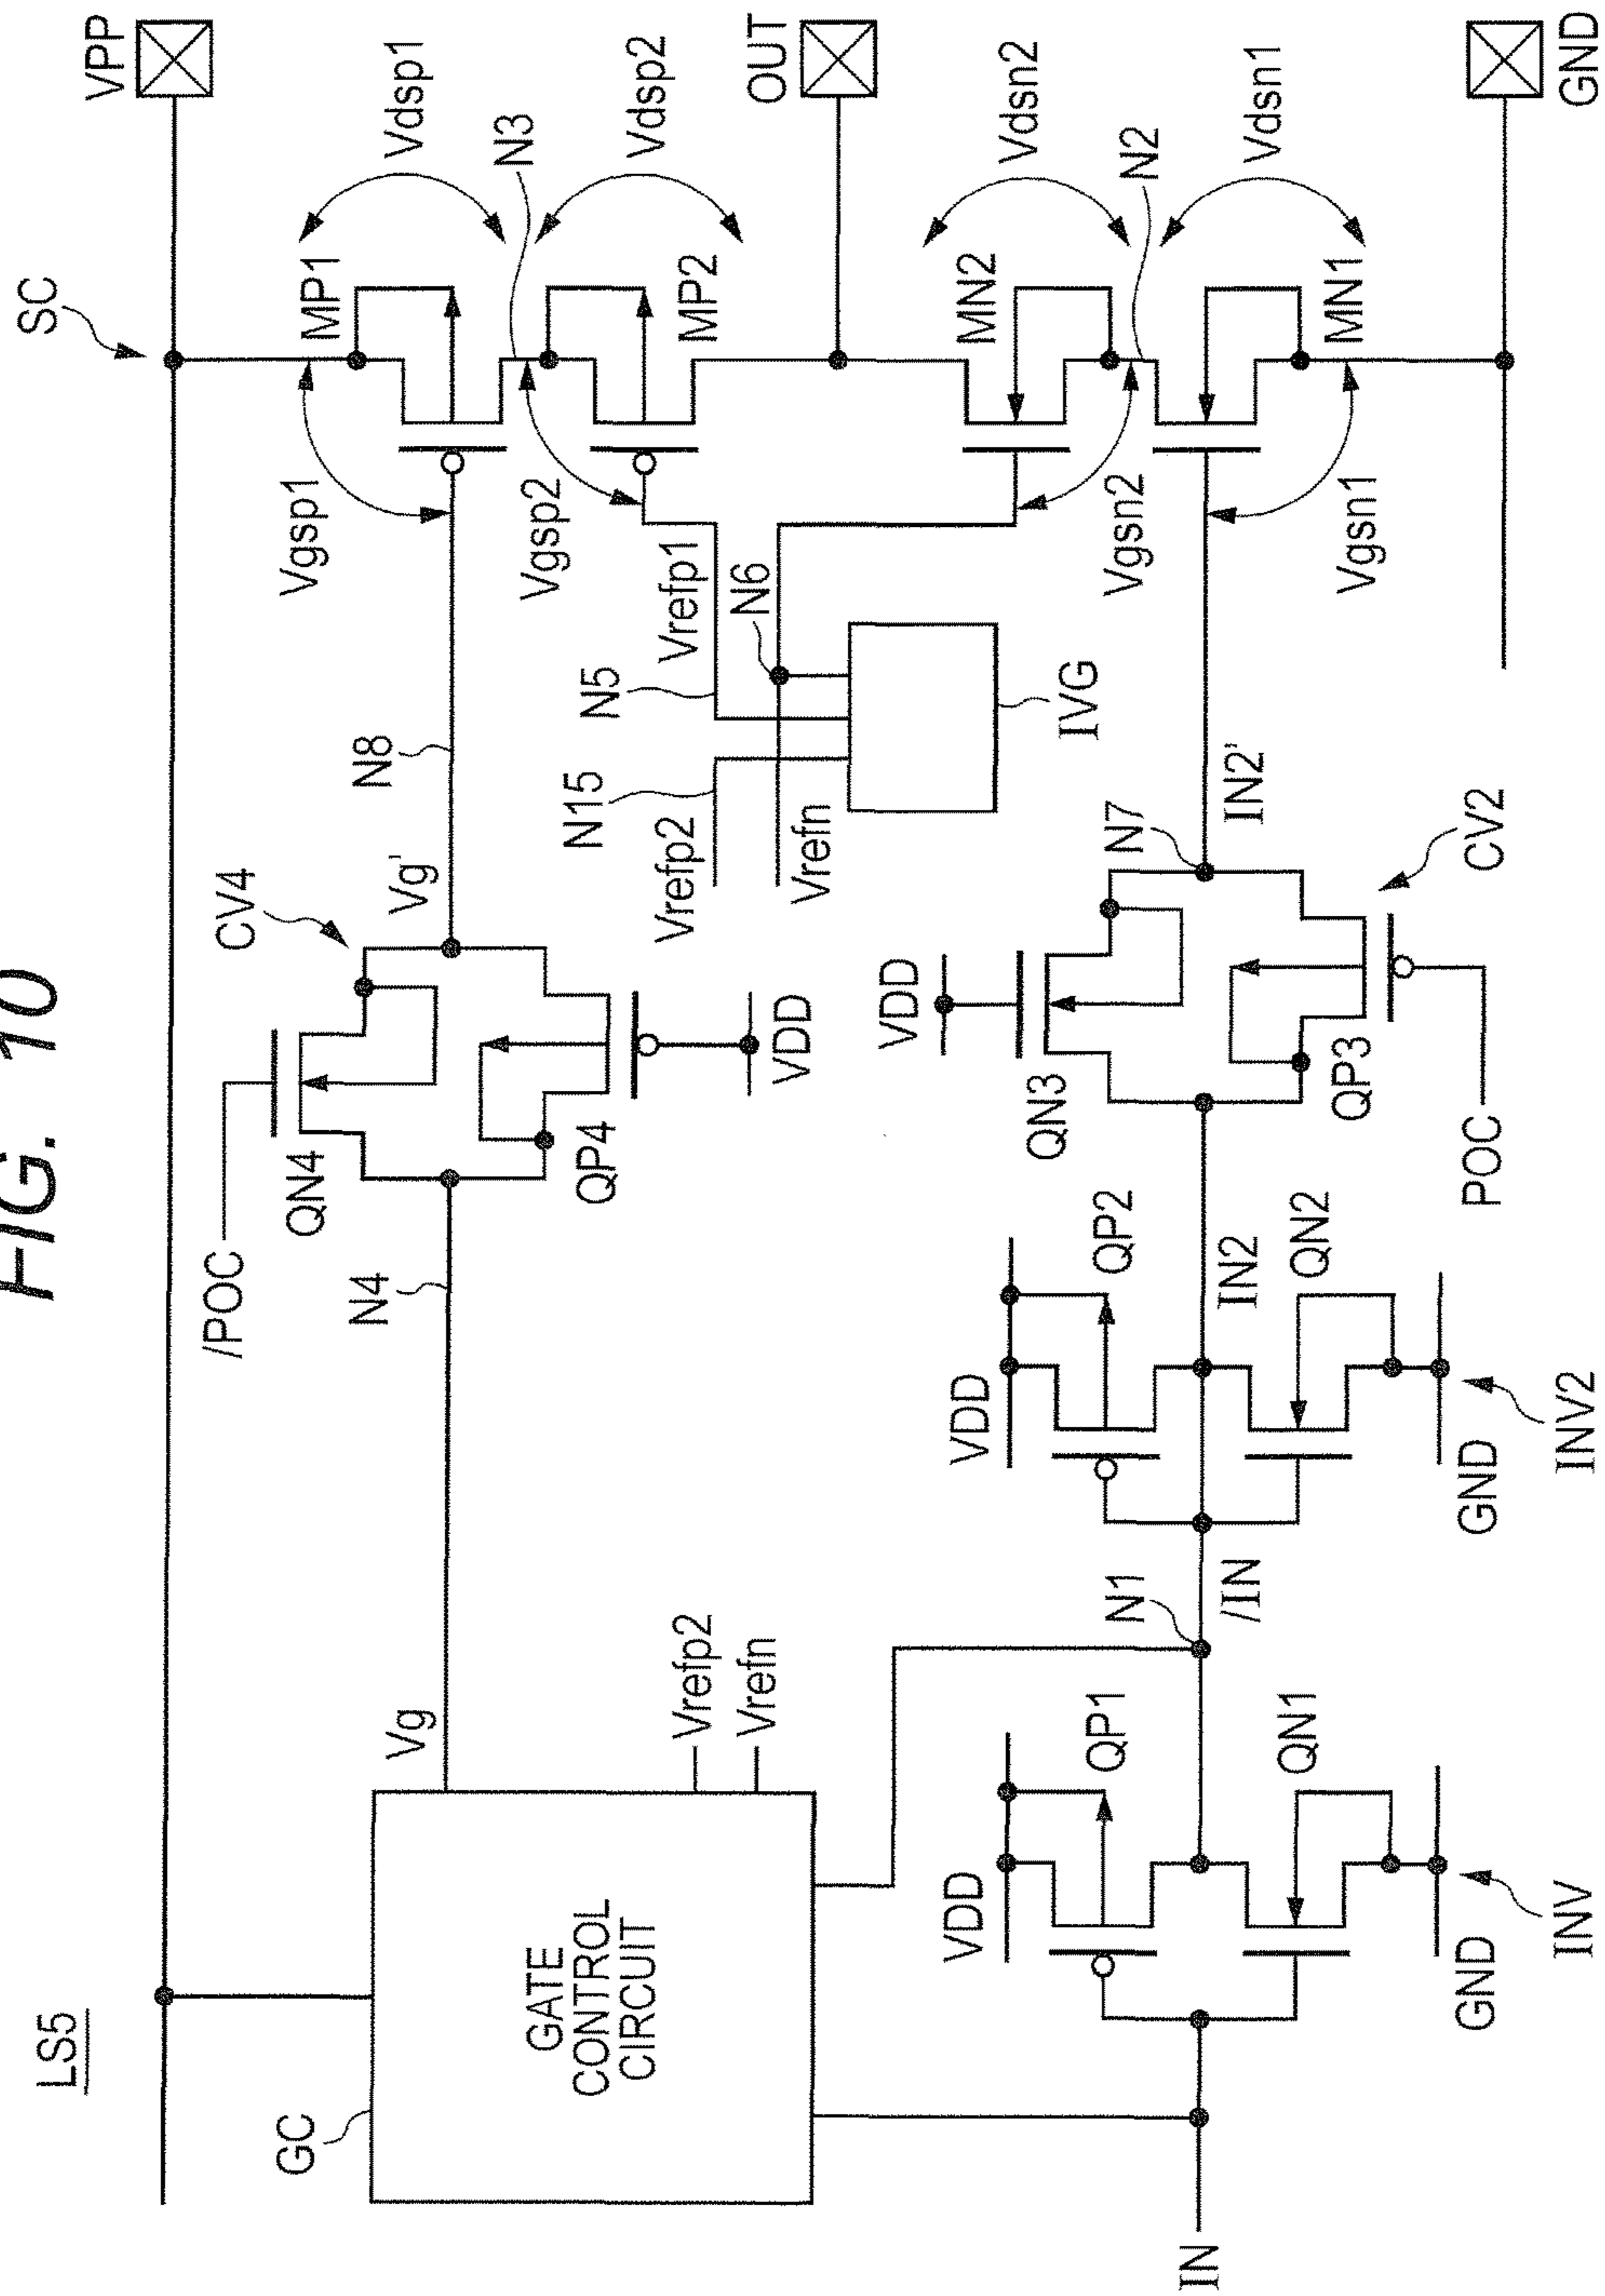 FIG. 10
LS5
SC
VPP
GC
GATE
CONTROL
CIRCUIT
Vg
N4
/POC
QN4
CV4
QP4
VDD
Vg'
N8
Vgsp1
MP1
Vdsp1
N3
Vgsp2
MP2
Vdsp2
Vrefp1
N5
N6
N15
Vrefp2
Vrefn
IVG
OUT
MN2
Vdsn2
N2
Vgsn2
Vdsn1
MN1
Vgsn1
GND
Vrefp2
Vrefn
N1
/IN
IN
VDD
QP1
QN1
GND
INV
VDD
QP2
IN2
QN2
GND
INV2
VDD
QN3
N7
IN2'
QP3
CV2
POC